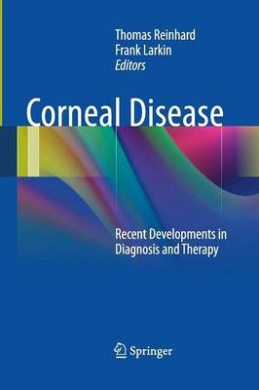 Thomas Reinhard
Frank Larkin
Editors
Corneal Disease
Recent Developments in
Diagnosis and Therapy
Springer